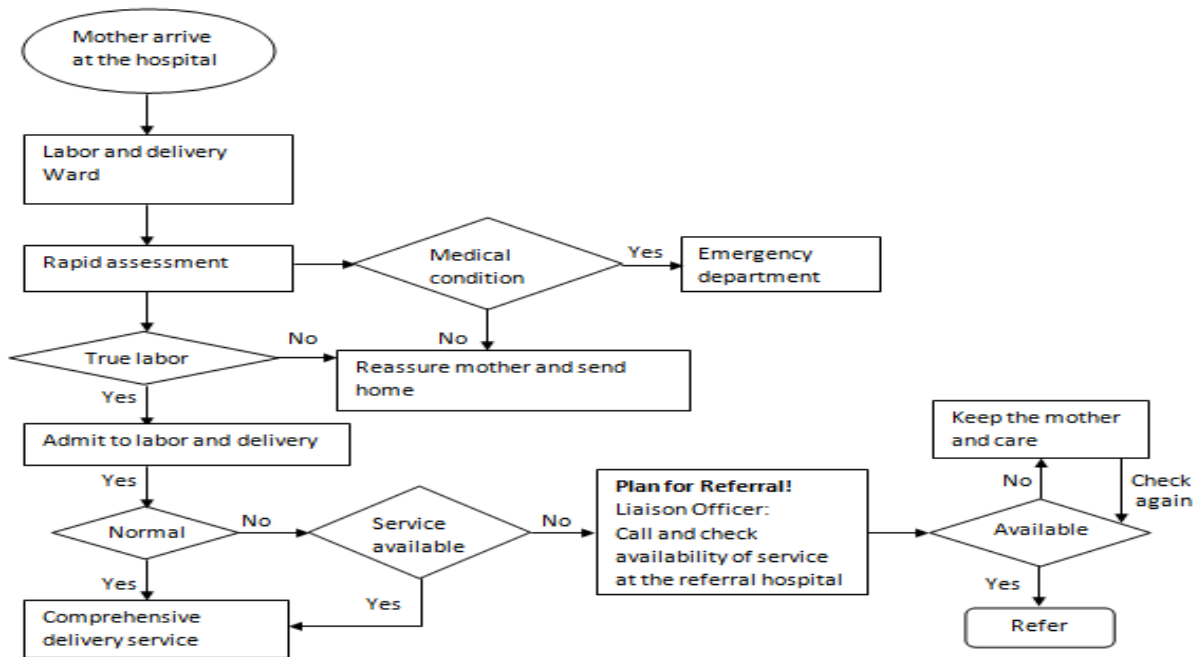 Mother arrive
at the hospital
Labor and delivery
Ward
Rapid assessment
Medical
condition
Yes
Emergency
department
No
No
True labor
Reassure mother and send
home
Yes
Admit to labor and delivery
Yes
Normal
No
Service
available
No
Plan for Referral!
Liaison Officer:
Call and check
availability of service
at the referral hospital
Keep the mother
and care
No
Check
again
Available
Yes
Yes
Yes
Comprehensive
delivery service
Refer